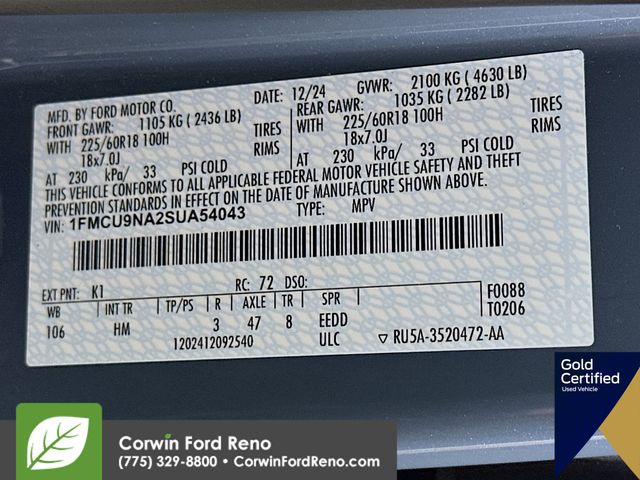 MFD. BY FORD MOTOR CO.
DATE: 12/24 GVWR: 2100 KG ( 4630 LB)
FRONT GAWR: 1105 KG ( 2436 LB) REAR GAWR: 1035 KG ( 2282 LB)
WITH 225/60R18 100H TIRES WITH 225/60R18 100H TIRES
18x7.0J RIMS 18x7.0J RIMS
AT 230 kPa/ 33 PSI COLD AT 230 kPa/ 33 PSI COLD
THIS VEHICLE CONFORMS TO ALL APPLICABLE FEDERAL MOTOR VEHICLE SAFETY AND THEFT
PREVENTION STANDARDS IN EFFECT ON THE DATE OF MANUFACTURE SHOWN ABOVE.
VIN: 1FMCU9NA2SUA54043 TYPE: MPV
EXT PNT: K1 RC: 72 DSO: F0088
WB INT TR TP/PS R AXLE TR SPR T0206
106 HM 3 47 8 EEDD
1202412092540 ULC ▽ RU5A-3520472-AA
Gold
Certified
Used Vehicle
Corwin Ford Reno
(775) 329-8800 • CorwinFordReno.com